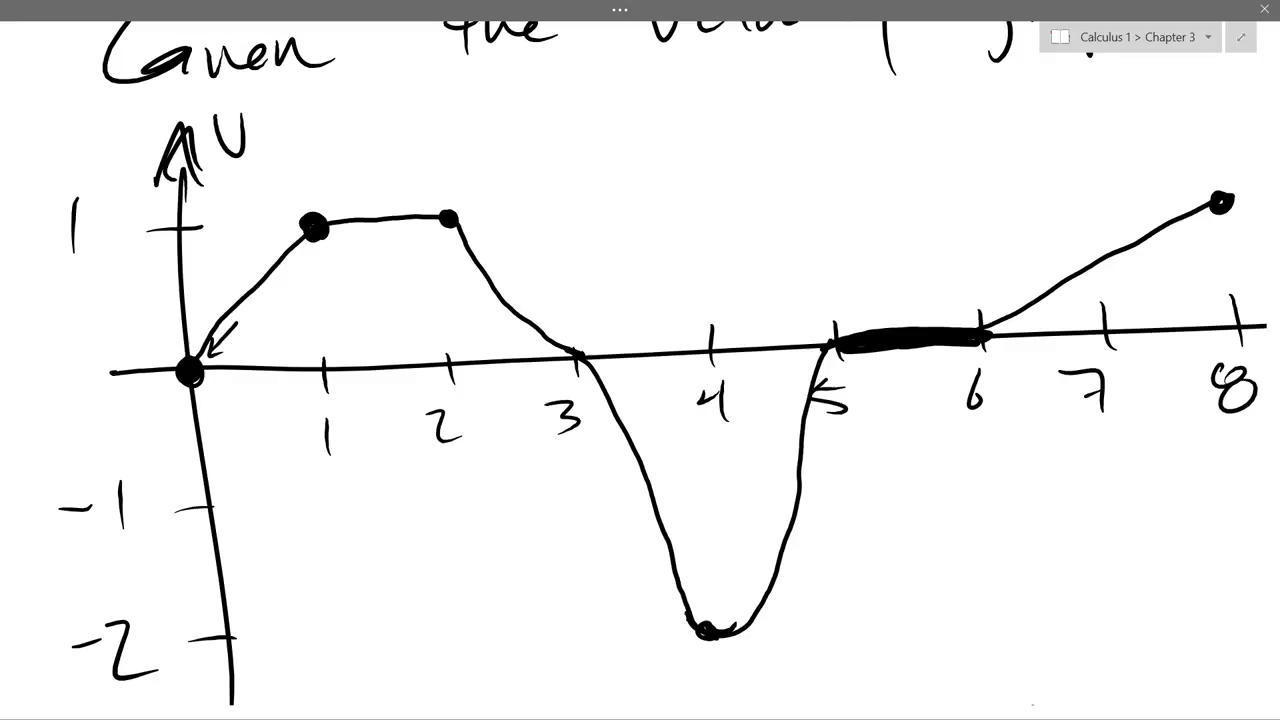 Calculus 1 > Chapter 3
Given the
v
1
1 2 3 4 5 6 7 8
-1
-2